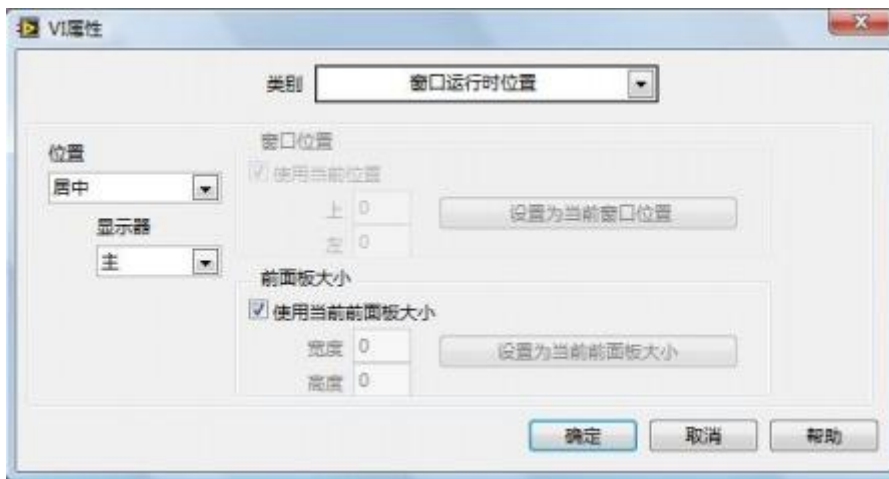 VI属性
类别 窗口运行时位置
位置
居中
显示器
主
窗口位置
使用当前位置
上 0
左 0
设置为当前窗口位置
前面板大小
使用当前前面板大小
宽度 0
高度 0
设置为当前前面板大小
确定 取消 帮助